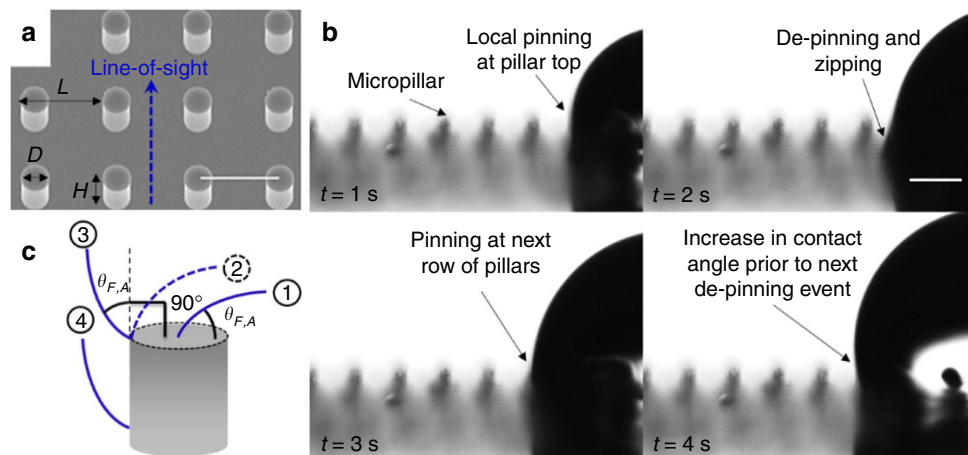 a
Line-of-sight
L
D
H
b
Micropillar
Local pinning
at pillar top
t = 1 s
De-pinning and
zipping
t = 2 s
c
3
θF,A
4
2
1
90°
θF,A
Pinning at next
row of pillars
t = 3 s
Increase in contact
angle prior to next
de-pinning event
t = 4 s